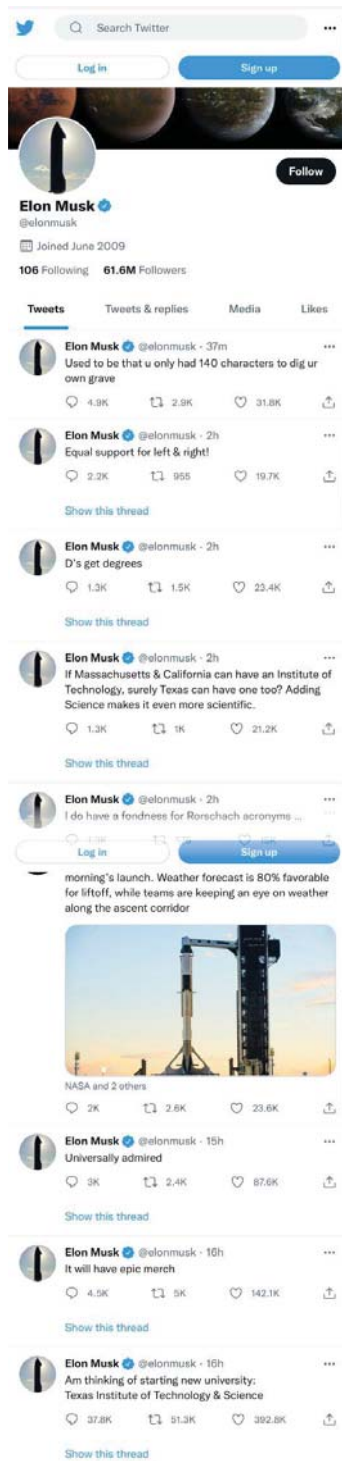 Search Twitter
Log in
Sign up
Follow
Elon Musk
@elonmusk
Joined June 2009
106 Following 61.6M Followers
Tweets Tweets & replies Media Likes
Elon Musk @elonmusk · 37m
Used to be that u only had 140 characters to dig ur
own grave
4.9K 2.9K 31.8K
Elon Musk @elonmusk · 2h
Equal support for left & right!
2.2K 955 19.7K
Show this thread
Elon Musk @elonmusk · 2h
D's get degrees
1.3K 1.5K 23.4K
Show this thread
Elon Musk @elonmusk · 2h
If Massachusetts & California can have an Institute of
Technology, surely Texas can have one too? Adding
Science makes it even more scientific.
1.3K 1K 21.2K
Show this thread
Elon Musk @elonmusk · 2h
I do have a fondness for Rorschach acronyms ...
Log in
Sign up
morning's launch. Weather forecast is 80% favorable
for liftoff, while teams are keeping an eye on weather
along the ascent corridor
NASA and 2 others
2K 2.6K 23.6K
Elon Musk @elonmusk · 15h
Universally admired
3K 2.4K 87.6K
Show this thread
Elon Musk @elonmusk · 16h
It will have epic merch
4.5K 5K 142.1K
Show this thread
Elon Musk @elonmusk · 16h
Am thinking of starting new university:
Texas Institute of Technology & Science
37.8K 51.3K 392.8K
Show this thread